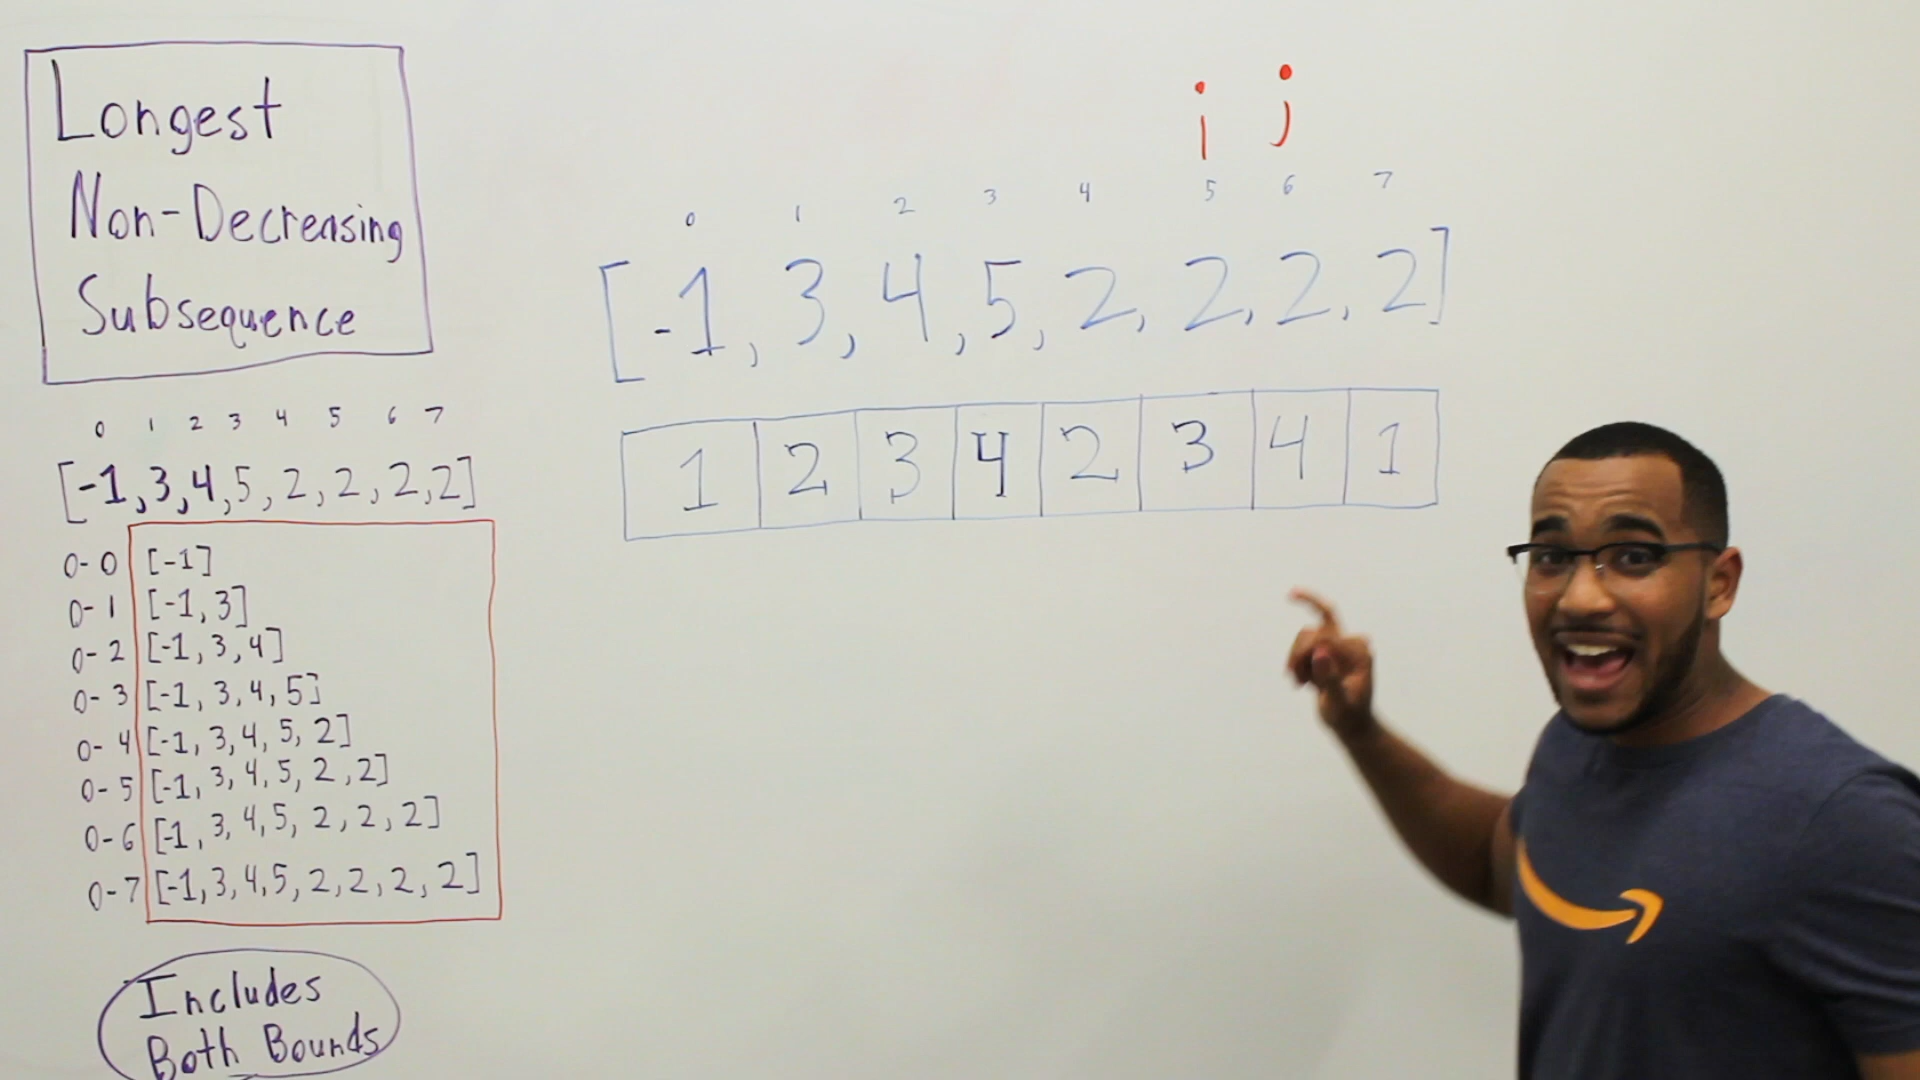 Longest
Non-Decreasing
Subsequence
0 1 2 3 4 5 6 7
[-1,3,4,5,2,2,2,2]
0-0 [-1]
0-1 [-1,3]
0-2 [-1,3,4]
0-3 [-1,3,4,5]
0-4 [-1,3,4,5,2]
0-5 [-1,3,4,5,2,2]
0-6 [-1,3,4,5,2,2,2]
0-7 [-1,3,4,5,2,2,2,2]
Includes
Both Bounds
i j
0 1 2 3 4 5 6 7
[-1,3,4,5,2,2,2,2]
1 2 3 4 2 3 4 1